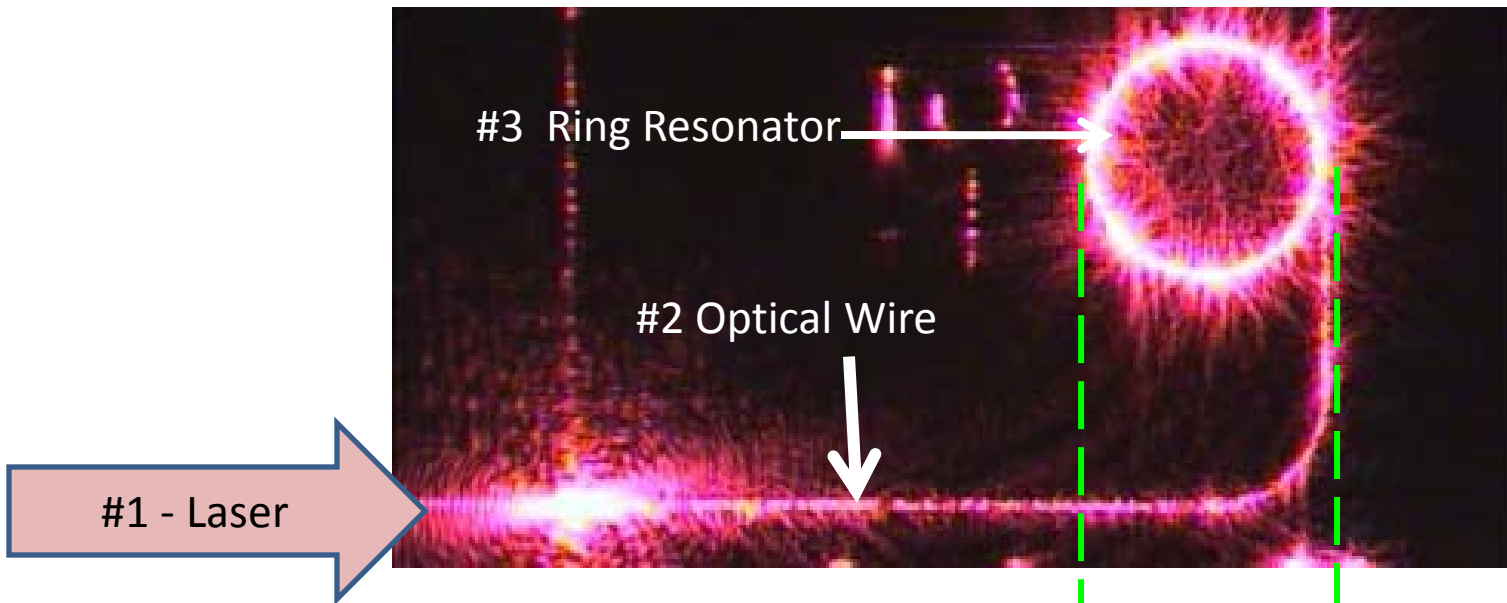 #3 Ring Resonator
#2 Optical Wire
#1 - Laser